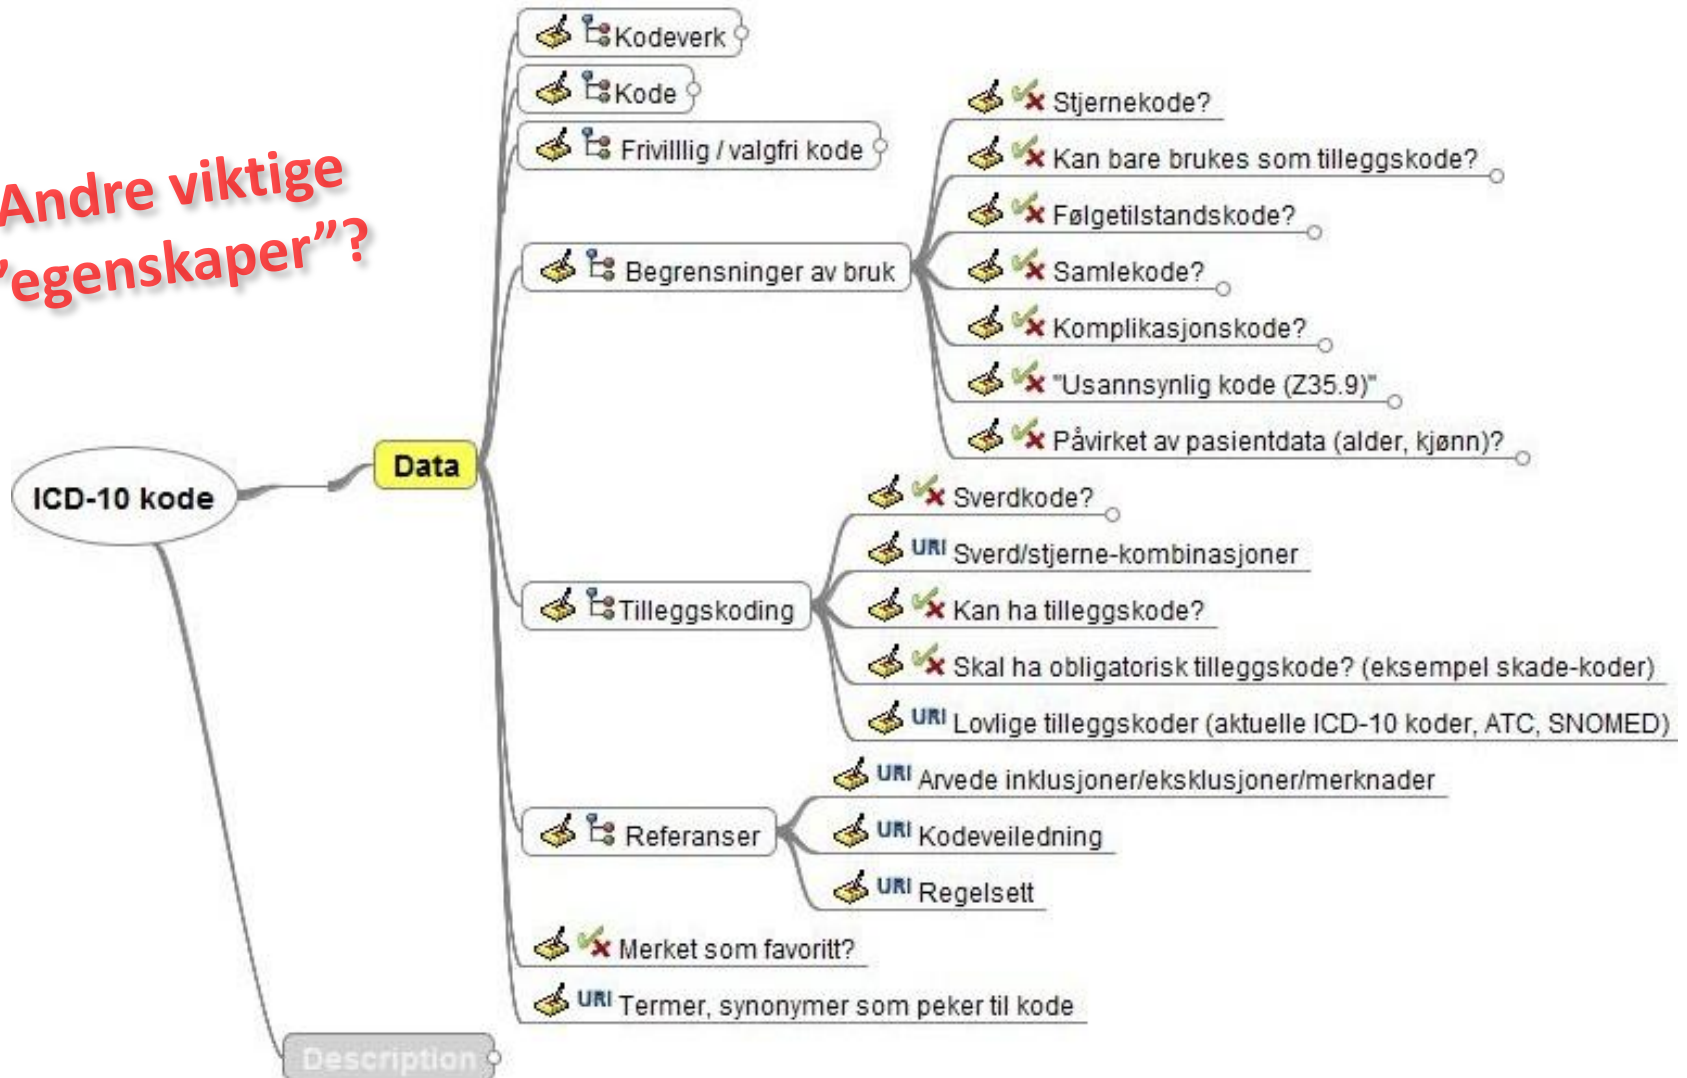 Andre viktige
"egenskaper"?
ICD-10 kode
Data
Kodeverk
Kode
Frivilllig / valgfri kode
Begrensninger av bruk
Stjernekode?
Kan bare brukes som tilleggskode?
Følgetilstandskode?
Samlekode?
Komplikasjonskode?
"Usannsynlig kode (Z35.9)"
Påvirket av pasientdata (alder, kjønn)?
Tilleggskoding
Sverdkode?
URI Sverd/stjerne-kombinasjoner
Kan ha tilleggskode?
Skal ha obligatorisk tilleggskode? (eksempel skade-koder)
URI Lovlige tilleggskoder (aktuelle ICD-10 koder, ATC, SNOMED)
Referanser
URI Arvede inklusjoner/eksklusjoner/merknader
URI Kodeveiledning
URI Regelsett
Merket som favoritt?
URI Termer, synonymer som peker til kode
Description